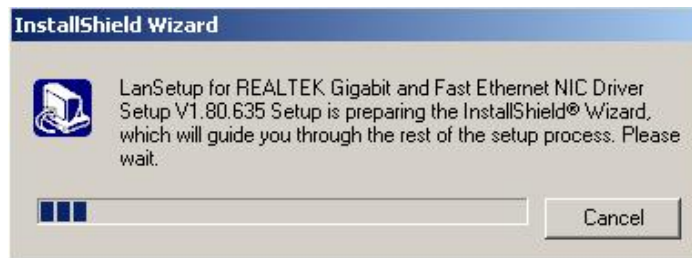 InstallShield Wizard
LanSetup for REALTEK Gigabit and Fast Ethernet NIC Driver
Setup V1.80.635 Setup is preparing the InstallShield® Wizard,
which will guide you through the rest of the setup process. Please
wait.
Cancel